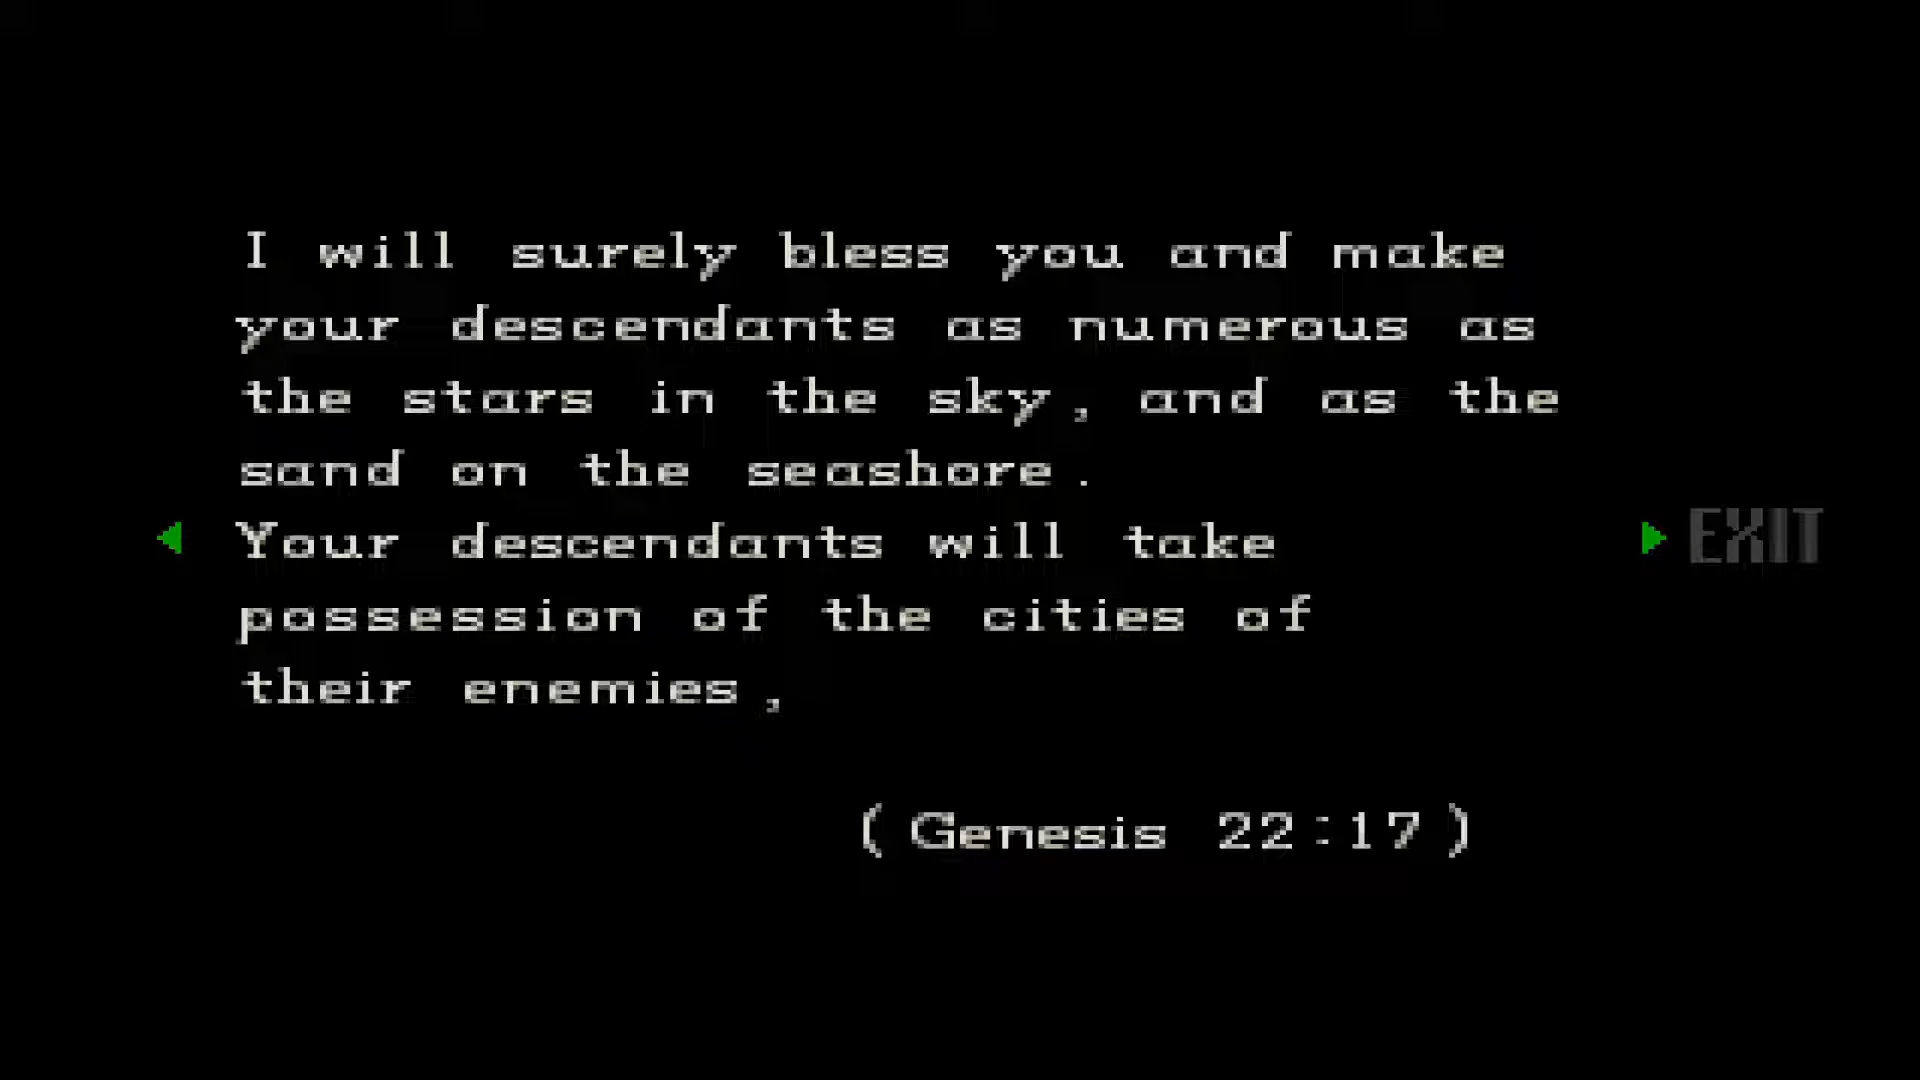 I will surely bless you and make
your descendants as numerous as
the stars in the sky, and as the
sand on the seashore.
Your descendants will take
possession of the cities of
their enemies,
(Genesis 22:17)
EXIT